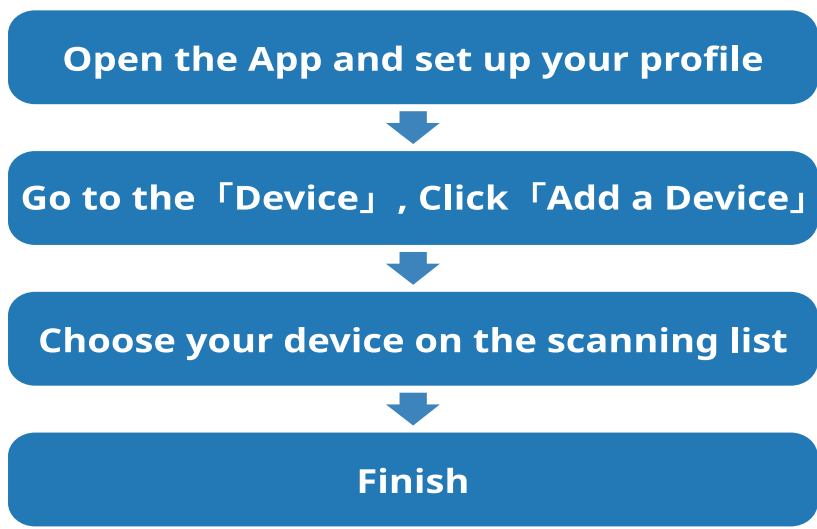 Open the App and set up your profile
Go to the「Device」, Click「Add a Device」
Choose your device on the scanning list
Finish